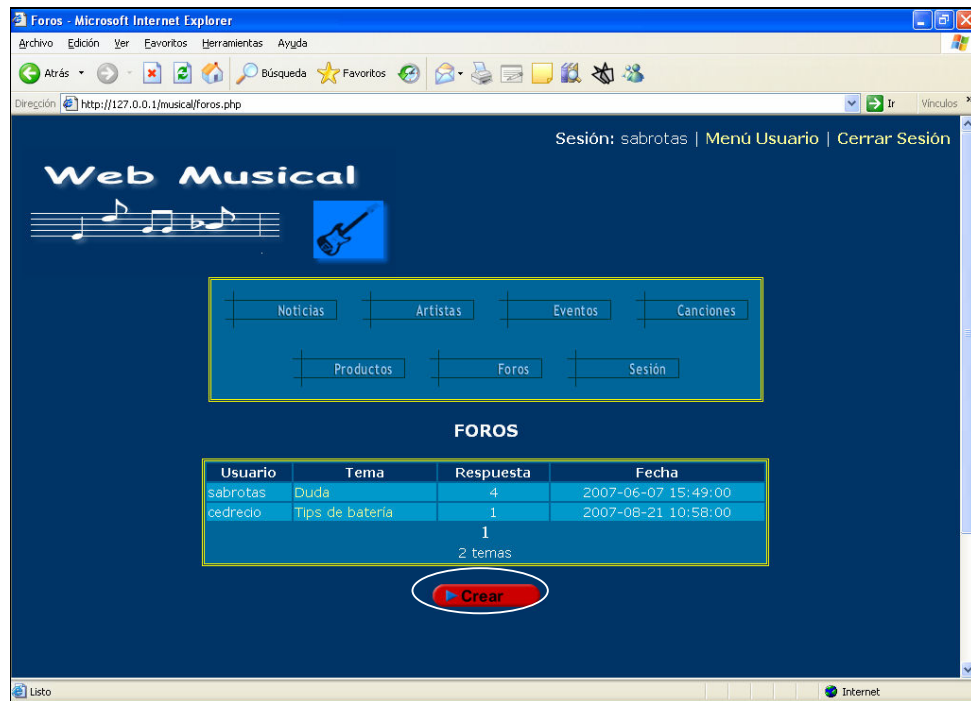 Foros - Microsoft Internet Explorer
Archivo Edición Ver Favoritos Herramientas Ayuda
Atrás Búsqueda Favoritos
Dirección http://127.0.0.1/musical/foros.php Ir Vínculos »
Sesión: sabrotas | Menú Usuario | Cerrar Sesión
Web Musical
Noticias Artistas Eventos Canciones
Productos Foros Sesión
FOROS
Usuario Tema Respuesta Fecha
sabrotas Duda 4 2007-06-07 15:49:00
cedrecio Tips de batería 1 2007-08-21 10:58:00
1
2 temas
Crear
Listo Internet